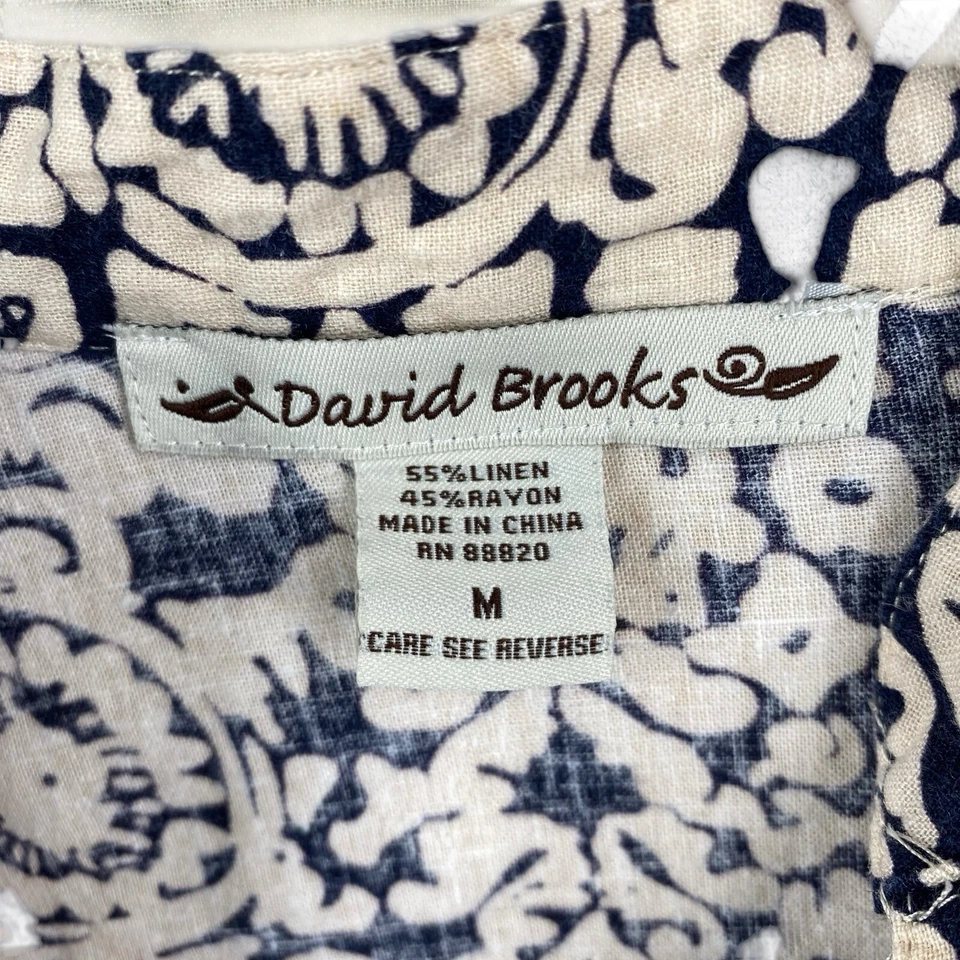 David Brooks
55%LINEN
45%RAYON
MADE IN CHINA
RN 88820
M
CARE SEE REVERSE